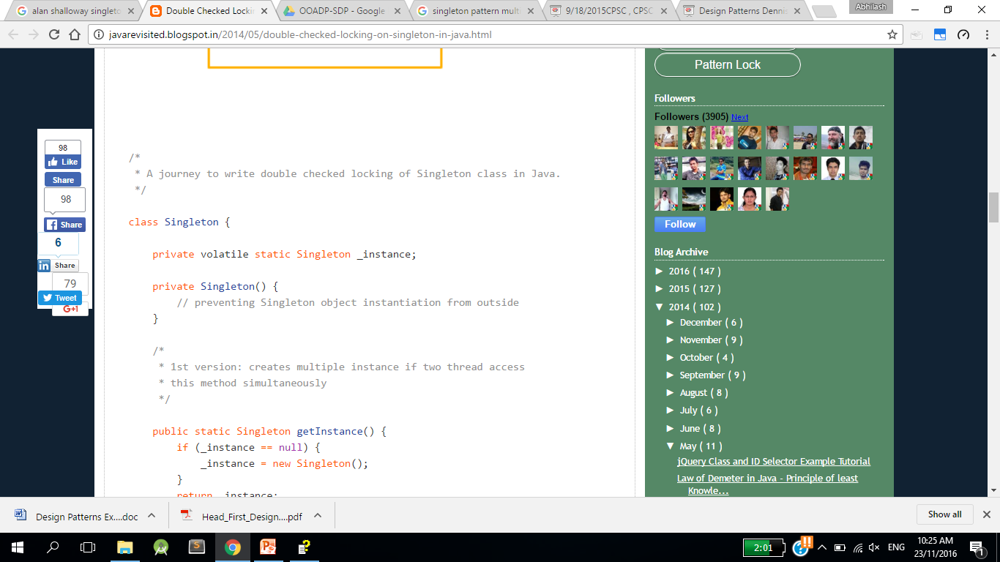 alan shalloway singleto
Double Checked Locki
OOADP-SDP - Google
singleton pattern mult
9/18/2015CPSC , CPSC
Design Patterns Denni
Abhilash
javarevisited.blogspot.in/2014/05/double-checked-locking-on-singleton-in-java.html
98
Like
Share
98
Share
6
in Share
79
Tweet
G+1
/*
* A journey to write double checked locking of Singleton class in Java.
*/
class Singleton {
private volatile static Singleton _instance;
private Singleton() {
// preventing Singleton object instantiation from outside
}
/*
* 1st version: creates multiple instance if two thread access
* this method simultaneously
*/
public static Singleton getInstance() {
if (_instance == null) {
_instance = new Singleton();
}
return _instance;
Pattern Lock
Followers
Followers (3905) Next
Follow
Blog Archive
► 2016 ( 147 )
► 2015 ( 127 )
▼ 2014 ( 102 )
► December ( 6 )
► November ( 9 )
► October ( 4 )
► September ( 9 )
► August ( 8 )
► July ( 6 )
► June ( 8 )
▼ May ( 11 )
jQuery Class and ID Selector Example Tutorial
Law of Demeter in Java - Principle of least
Knowle...
Design Patterns Ex....doc
Head_First_Design....pdf
Show all
2:01
ENG
10:25 AM
23/11/2016
1